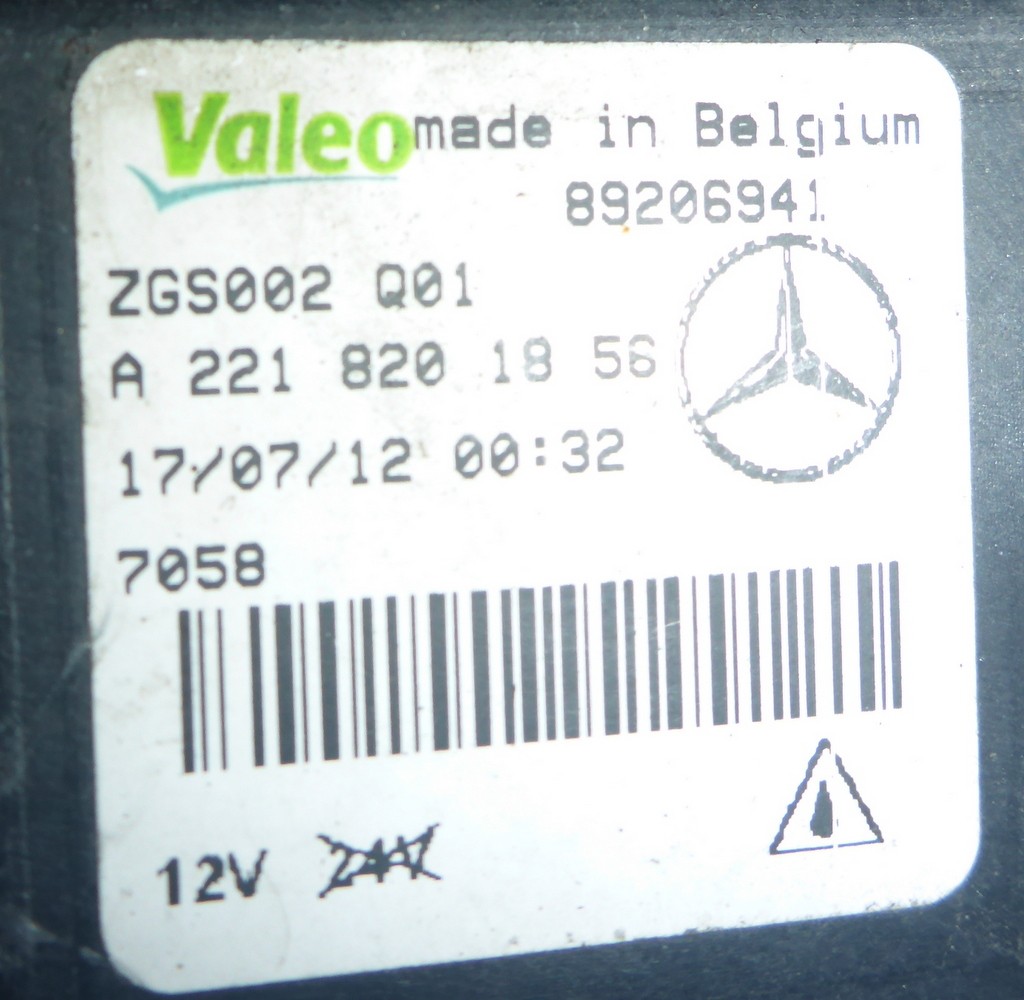 Valeo made in Belgium
89206941
ZGS002 Q01
A 221 820 18 56
17/07/12 00:32
7058
12V 24V